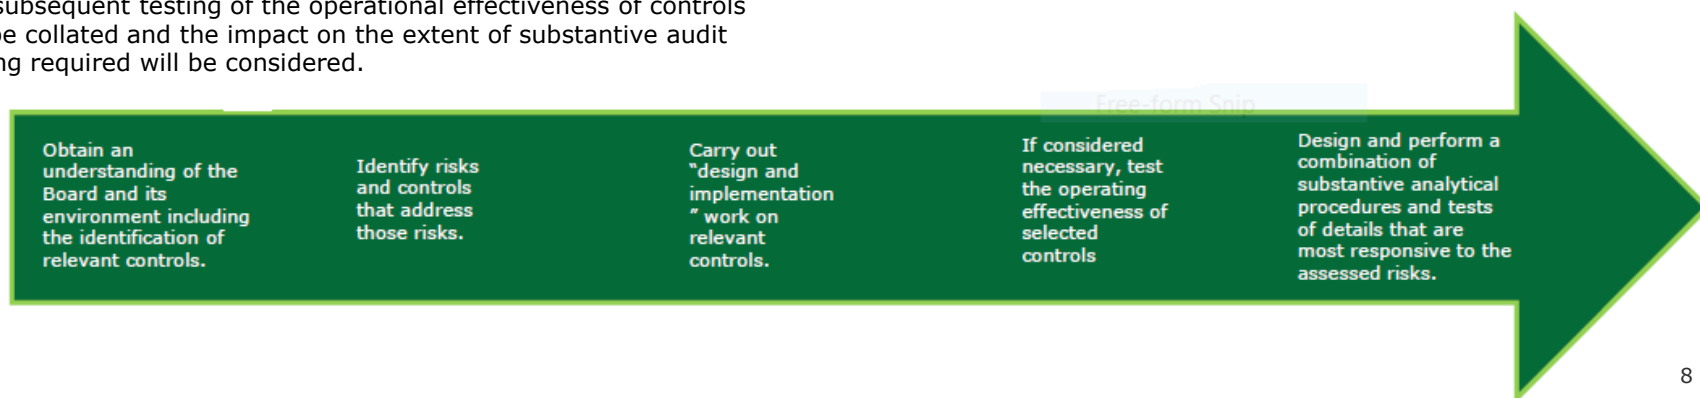 subsequent testing of the operational effectiveness of controls
be collated and the impact on the extent of substantive audit
ng required will be considered.
Free-form Snip
Obtain an
understanding of the
Board and its
environment including
the identification of
relevant controls.
Identify risks
and controls
that address
those risks.
Carry out
“design and
implementation
” work on
relevant
controls.
If considered
necessary, test
the operating
effectiveness of
selected
controls
Design and perform a
combination of
substantive analytical
procedures and tests
of details that are
most responsive to the
assessed risks.
8